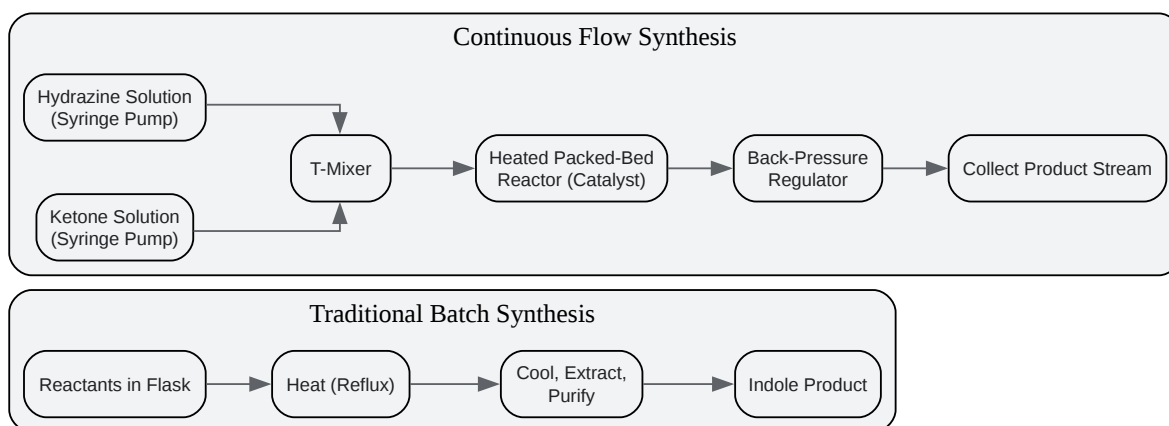 Continuous Flow Synthesis
Hydrazine Solution
(Syringe Pump)
T-Mixer
Heated Packed-Bed
Reactor (Catalyst)
Back-Pressure
Regulator
Collect Product Stream
Ketone Solution
(Syringe Pump)
Traditional Batch Synthesis
Reactants in Flask
Heat (Reflux)
Cool, Extract,
Purify
Indole Product